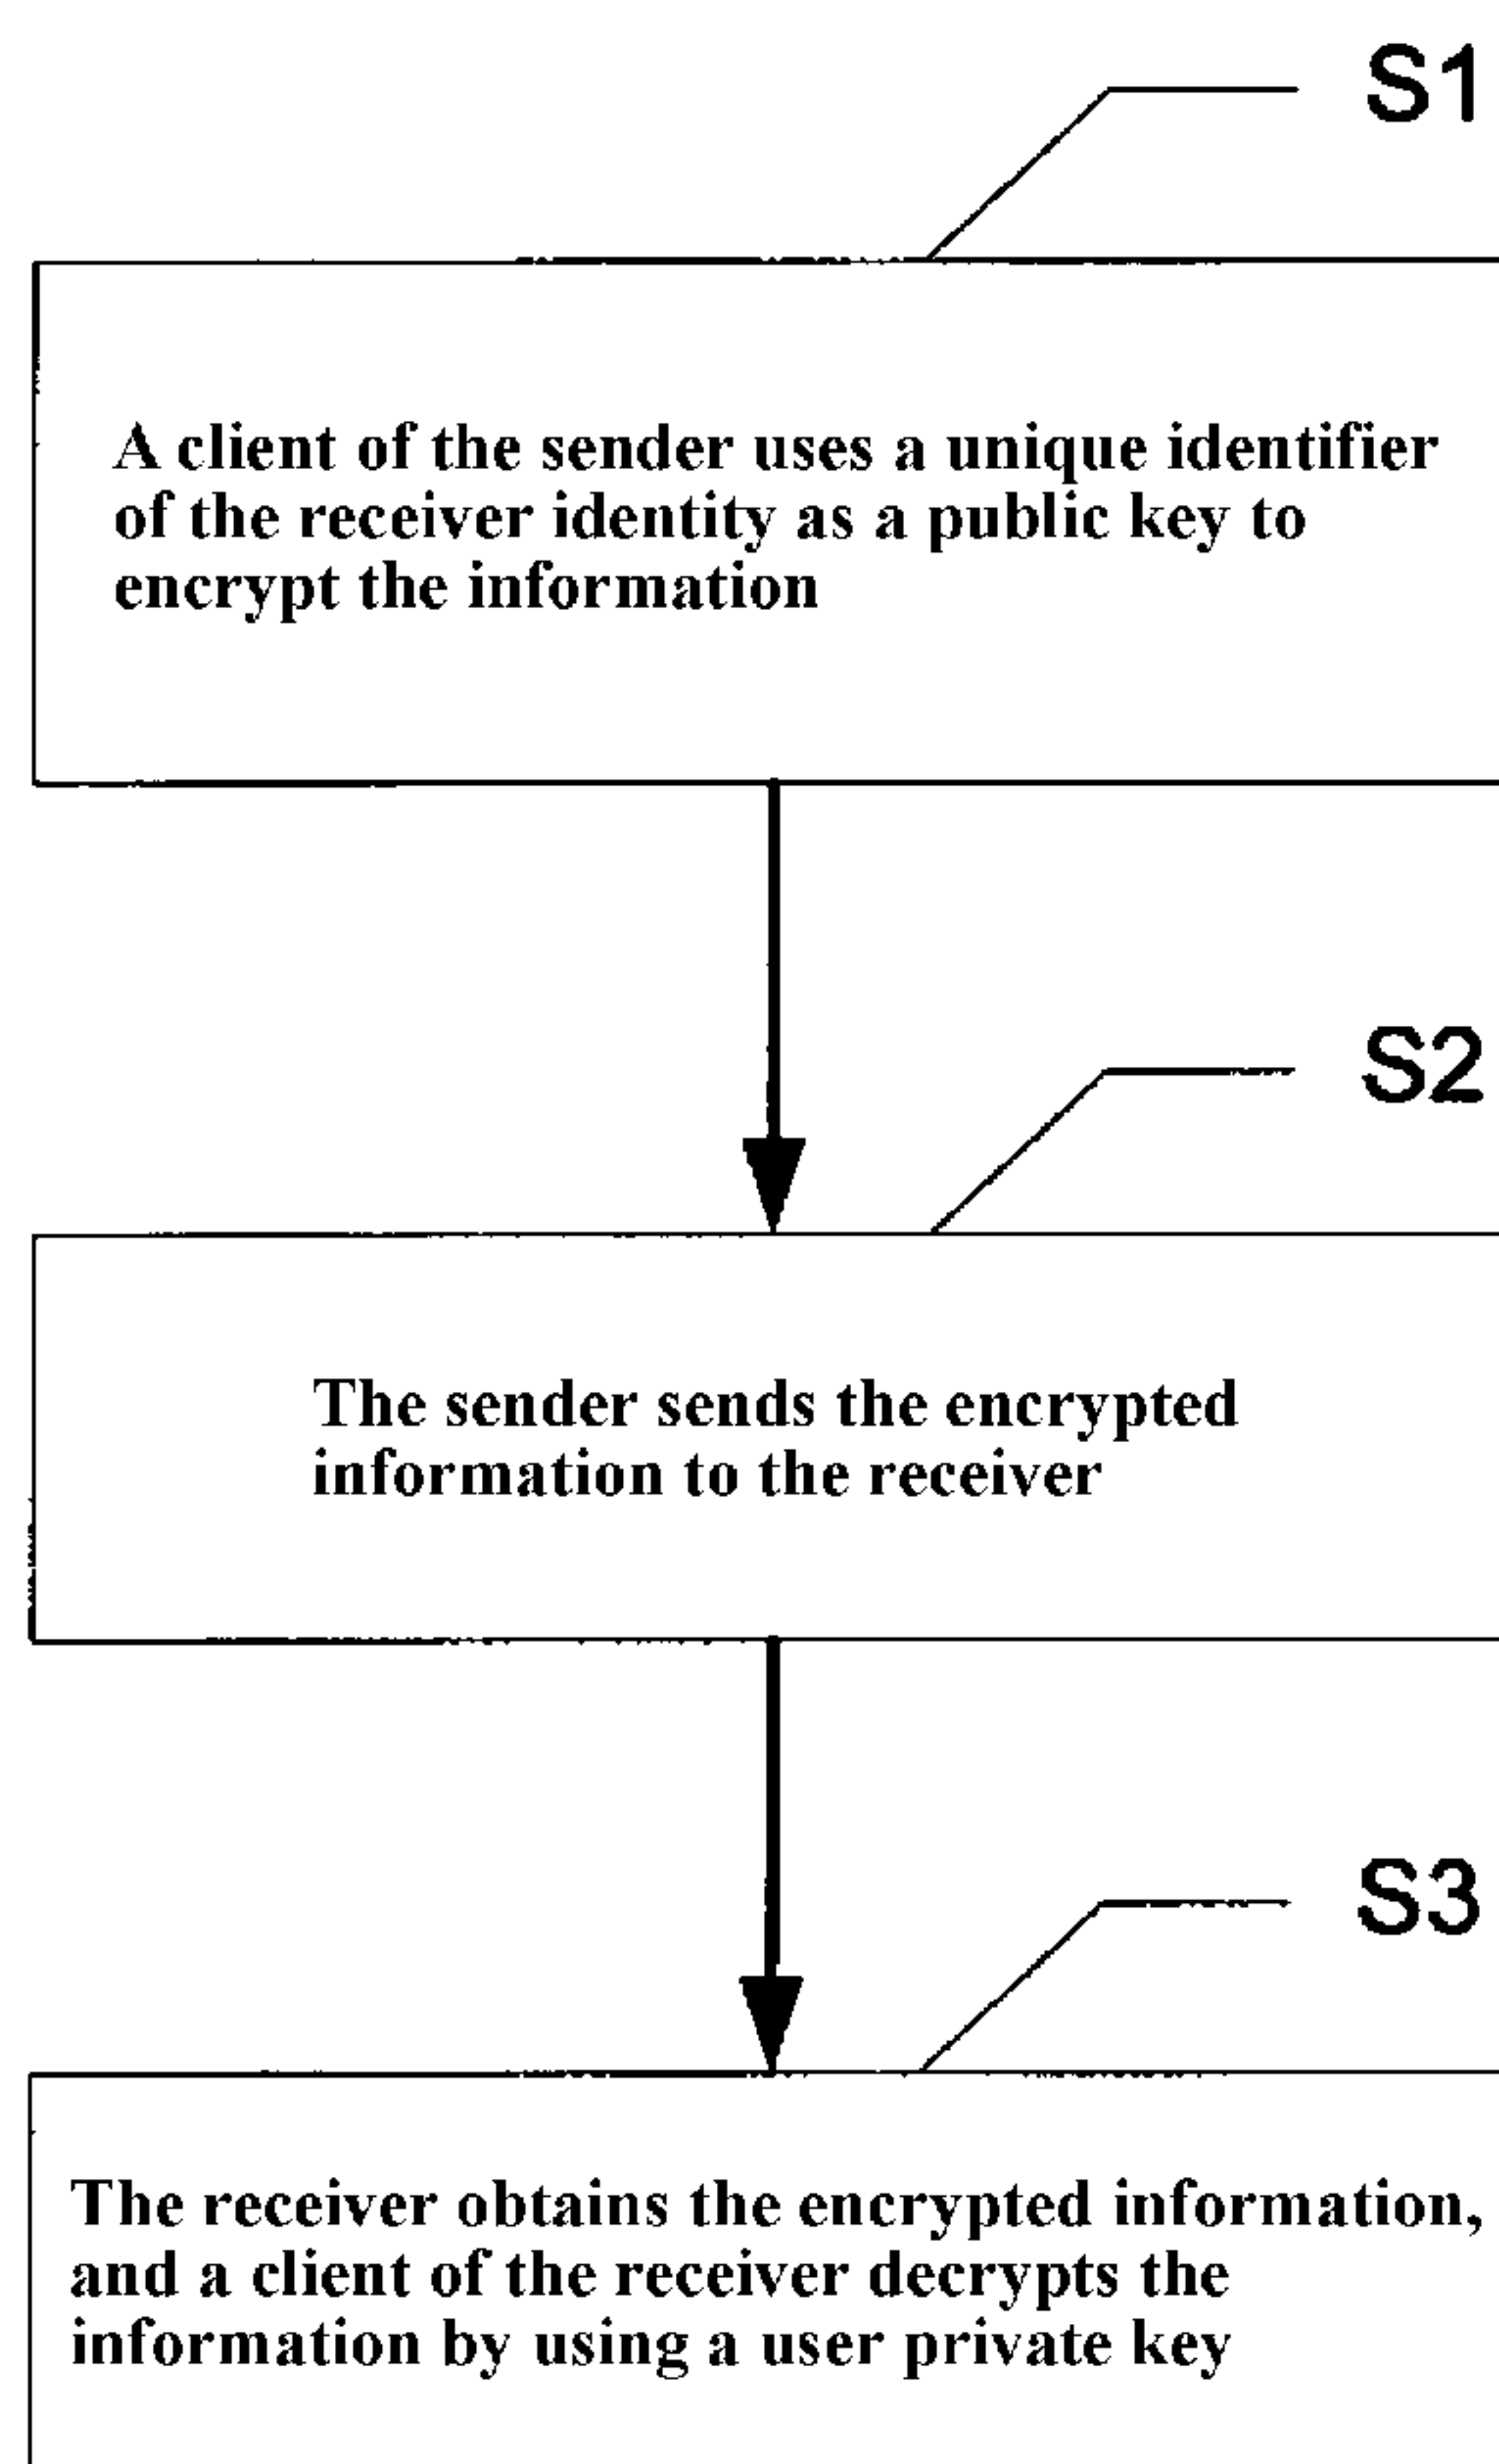 S1
A client of the sender uses a unique identifier
of the receiver identity as a public key to
encrypt the information
S2
The sender sends the encrypted
information to the receiver
S3
The receiver obtains the encrypted information,
and a client of the receiver decrypts the
information by using a user private key